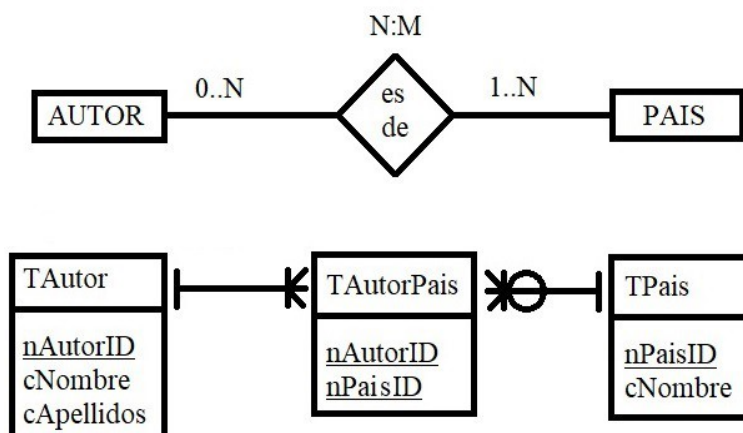 N:M
0..N
1..N
AUTOR
es
de
PAIS
TAutor
nAutorID
cNombre
cApellidos
TAutorPais
nAutorID
nPaisID
TPais
nPaisID
cNombre